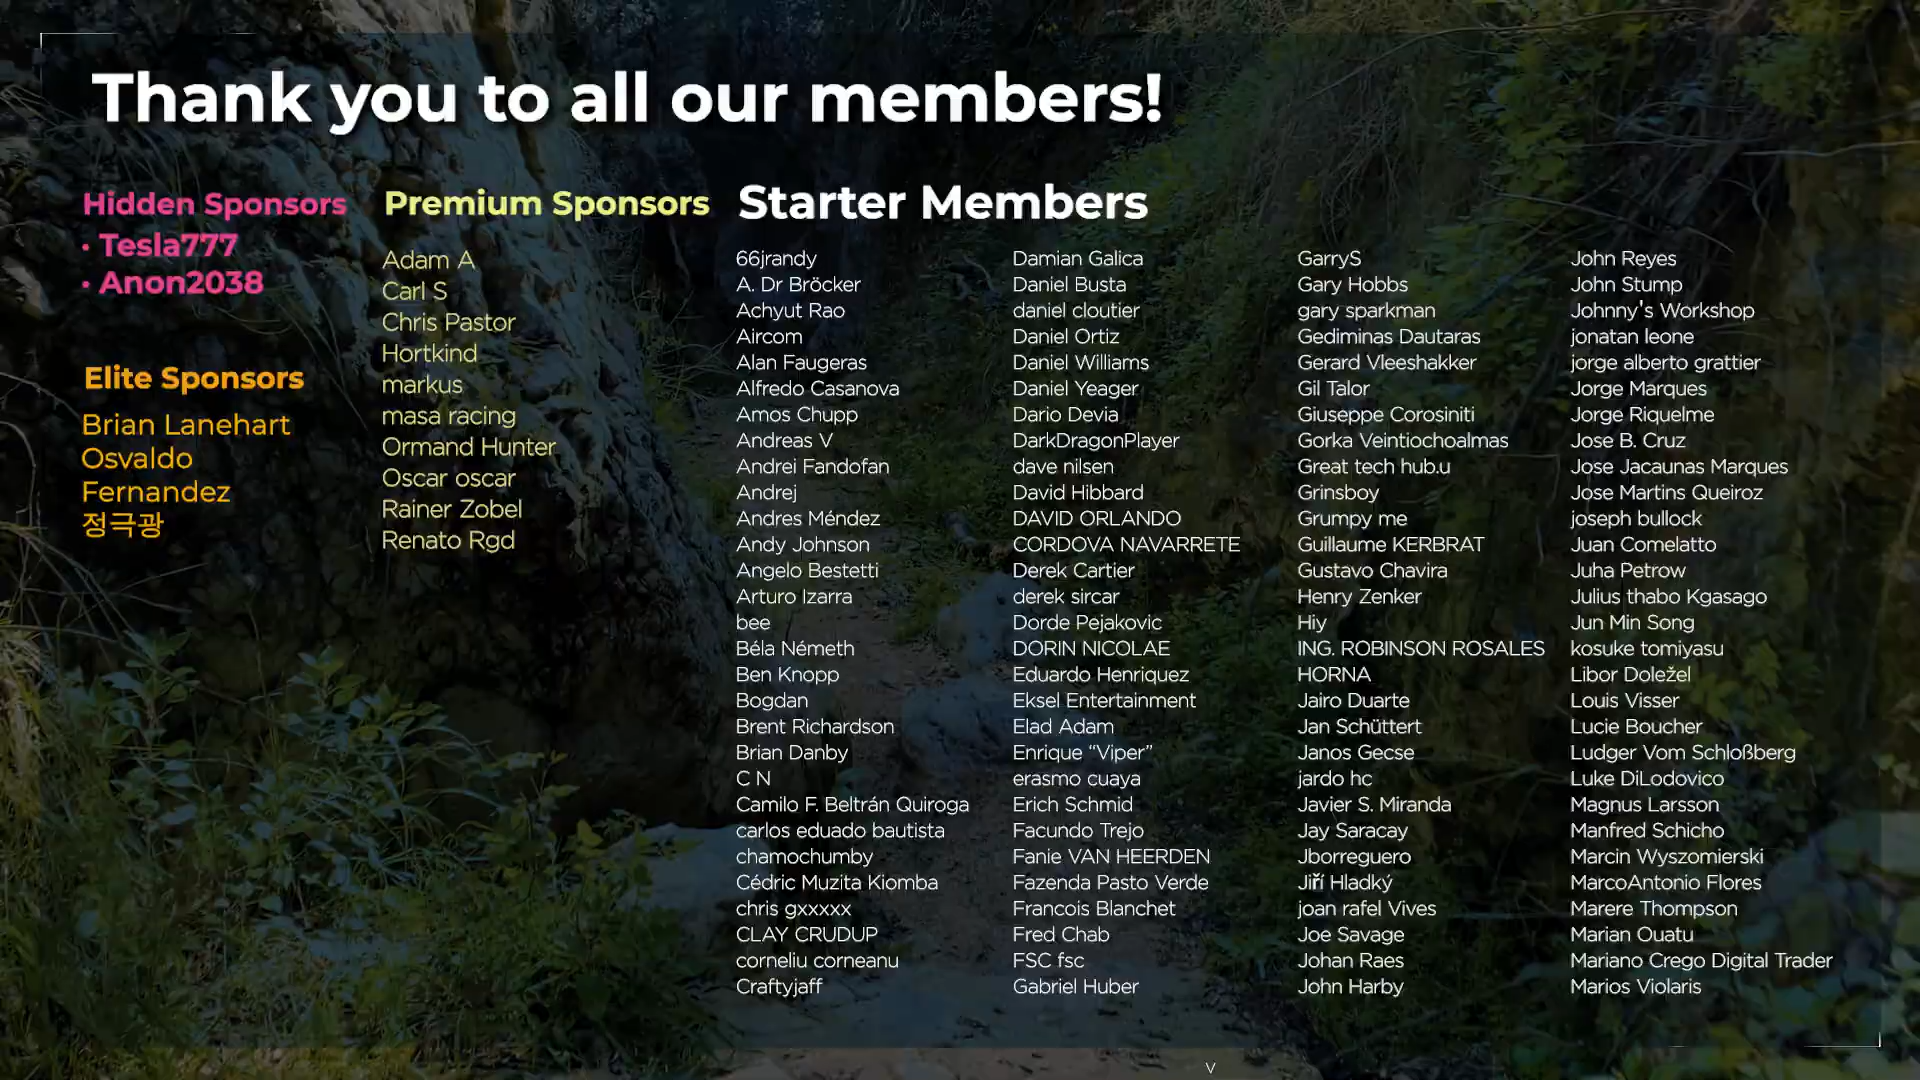 Thank you to all our members!
Hidden Sponsors
• Tesla777
• Anon2038
Elite Sponsors
Brian Lanehart
Osvaldo
Fernandez
정극광
Premium Sponsors
Adam A
Carl S
Chris Pastor
Hortkind
markus
masa racing
Ormand Hunter
Oscar oscar
Rainer Zobel
Renato Rgd
Starter Members
66jrandy
A. Dr Bröcker
Achyut Rao
Aircom
Alan Faugeras
Alfredo Casanova
Amos Chupp
Andreas V
Andrei Fandofan
Andrej
Andres Méndez
Andy Johnson
Angelo Bestetti
Arturo Izarra
bee
Béla Németh
Ben Knopp
Bogdan
Brent Richardson
Brian Danby
C N
Camilo F. Beltrán Quiroga
carlos eduado bautista
chamochumby
Cédric Muzita Kiomba
chris gxxxxx
CLAY CRUDUP
corneliu corneanu
Craftyjaff
Damian Galica
Daniel Busta
daniel cloutier
Daniel Ortiz
Daniel Williams
Daniel Yeager
Dario Devia
DarkDragonPlayer
dave nilsen
David Hibbard
DAVID ORLANDO
CORDOVA NAVARRETE
Derek Cartier
derek sircar
Dorde Pejakovic
DORIN NICOLAE
Eduardo Henriquez
Eksel Entertainment
Elad Adam
Enrique “Viper”
erasmo cuaya
Erich Schmid
Facundo Trejo
Fanie VAN HEERDEN
Fazenda Pasto Verde
Francois Blanchet
Fred Chab
FSC fsc
Gabriel Huber
GarryS
Gary Hobbs
gary sparkman
Gediminas Dautaras
Gerard Vleeshakker
Gil Talor
Giuseppe Corosiniti
Gorka Veintiochoalmas
Great tech hub.u
Grinsboy
Grumpy me
Guillaume KERBRAT
Gustavo Chavira
Henry Zenker
Hiy
ING. ROBINSON ROSALES
HORNA
Jairo Duarte
Jan Schüttert
Janos Gecse
jardo hc
Javier S. Miranda
Jay Saracay
Jborreguero
Jiří Hladký
joan rafel Vives
Joe Savage
Johan Raes
John Harby
John Reyes
John Stump
Johnny's Workshop
jonatan leone
jorge alberto grattier
Jorge Marques
Jorge Riquelme
Jose B. Cruz
Jose Jacaunas Marques
Jose Martins Queiroz
joseph bullock
Juan Comelatto
Juha Petrow
Julius thabo Kgasago
Jun Min Song
kosuke tomiyasu
Libor Doležel
Louis Visser
Lucie Boucher
Ludger Vom Schloßberg
Luke DiLodovico
Magnus Larsson
Manfred Schicho
Marcin Wyszomierski
MarcoAntonio Flores
Marere Thompson
Marian Ouatu
Mariano Crego Digital Trader
Marios Violaris
v